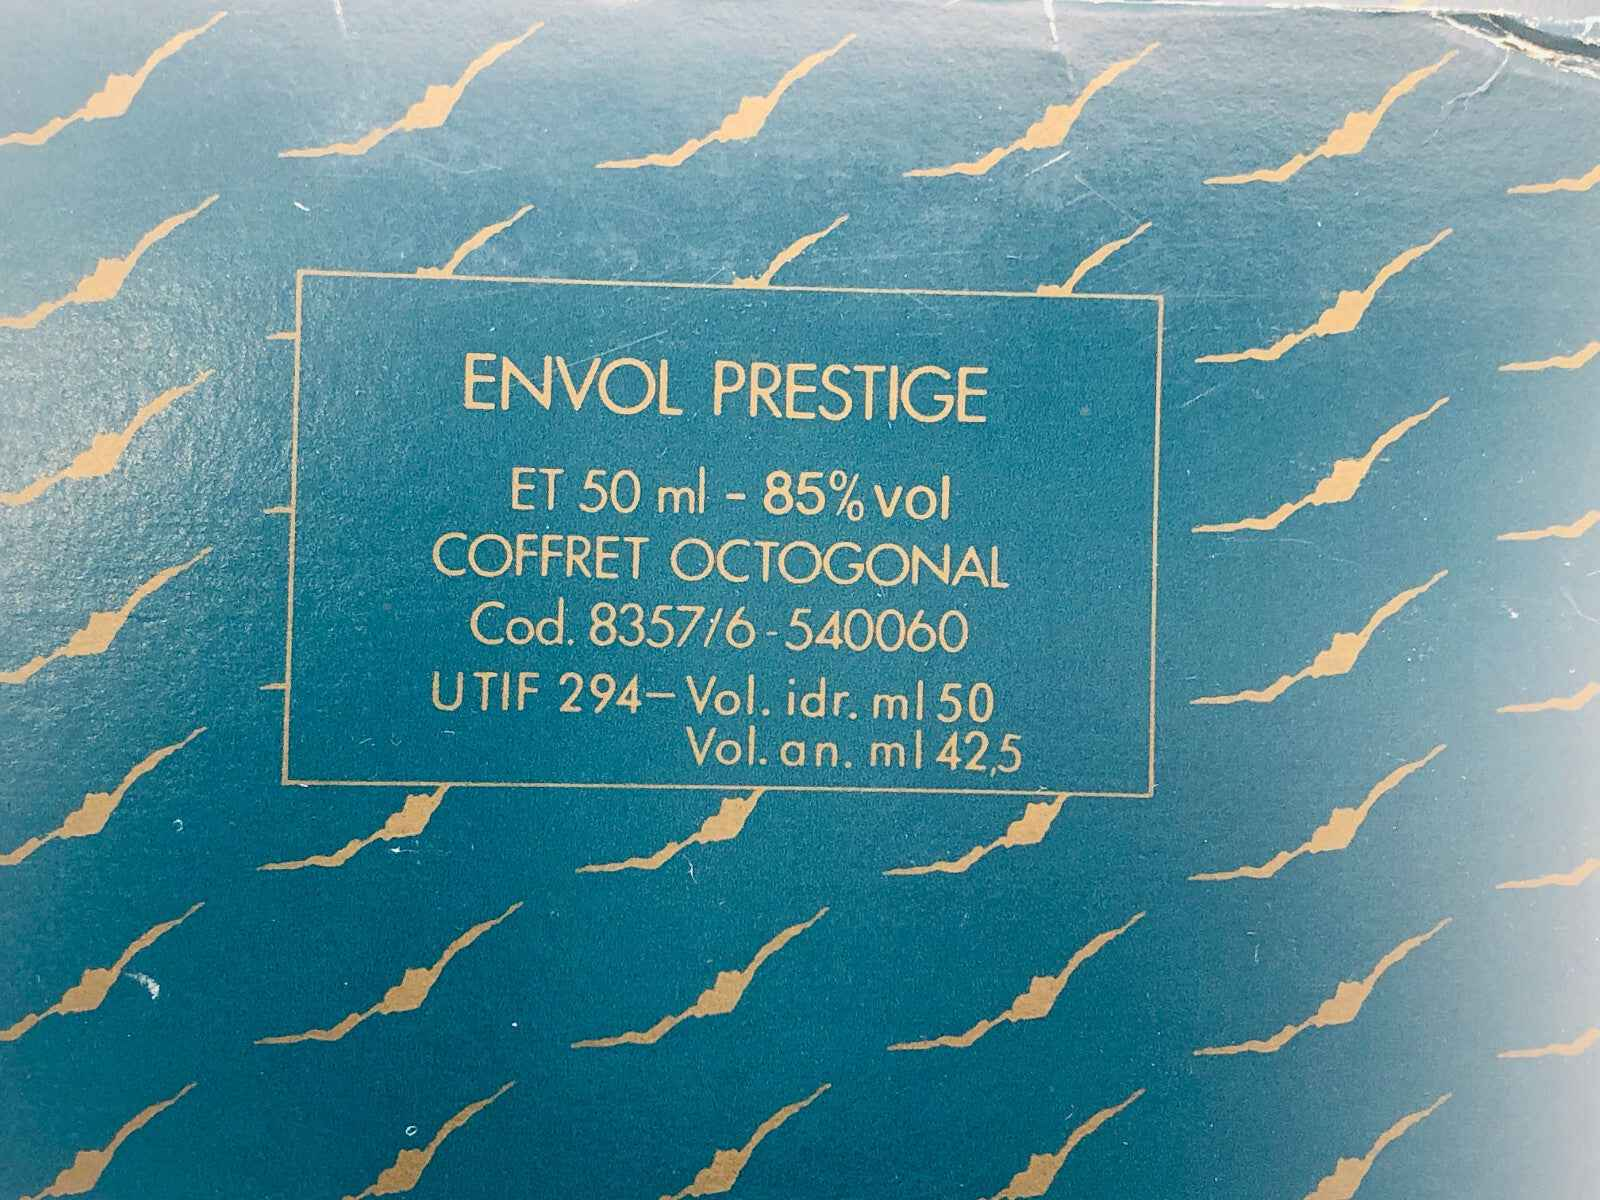 ENVOL PRESTIGE
ET 50 ml - 85% vol
COFFRET OCTOGONAL
Cod. 8357/6 - 540060
UTIF 294 - Vol. idr. ml 50
Vol. an. ml 42,5